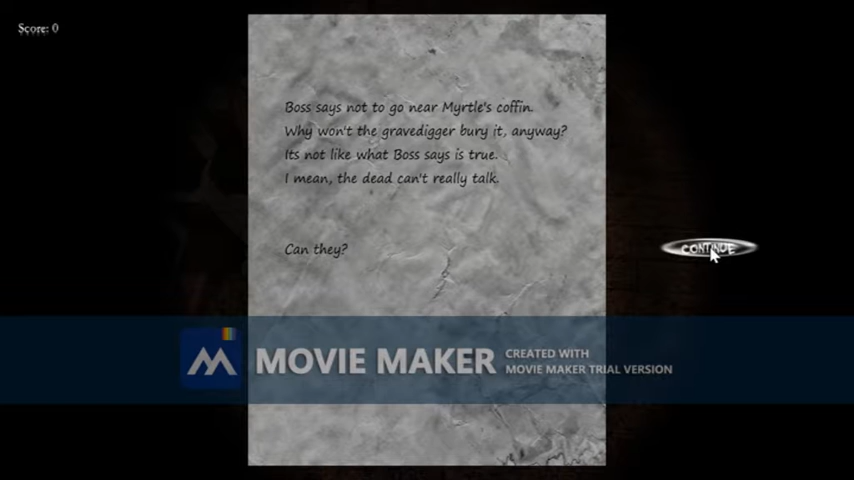 Score: 0
Boss says not to go near Myrtle's coffin.
Why won't the gravedigger bury it, anyway?
Its not like what Boss says is true.
I mean, the dead can't really talk.
Can they?
CONTINUE
MOVIE MAKER
CREATED WITH
MOVIE MAKER TRIAL VERSION